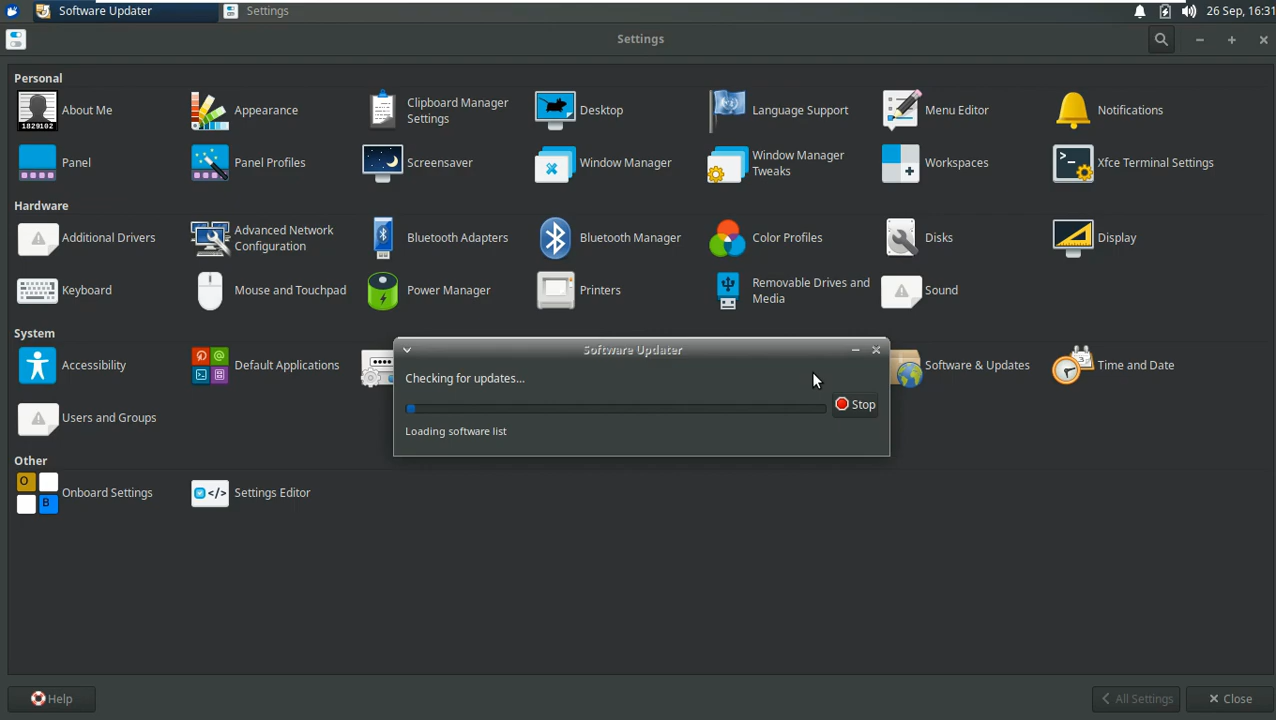 Software Updater
Settings
26 Sep, 16:31
Settings
Personal
About Me
Appearance
Clipboard Manager
Settings
Desktop
Language Support
Menu Editor
Notifications
Panel
Panel Profiles
Screensaver
Window Manager
Window Manager
Tweaks
Workspaces
Xfce Terminal Settings
Hardware
Additional Drivers
Advanced Network
Configuration
Bluetooth Adapters
Bluetooth Manager
Color Profiles
Disks
Display
Keyboard
Mouse and Touchpad
Power Manager
Printers
Removable Drives and
Media
Sound
System
Accessibility
Default Applications
Software & Updates
Time and Date
Users and Groups
Software Updater
Checking for updates...
Stop
Loading software list
Other
Onboard Settings
Settings Editor
Help
All Settings
Close
1829102
O
B